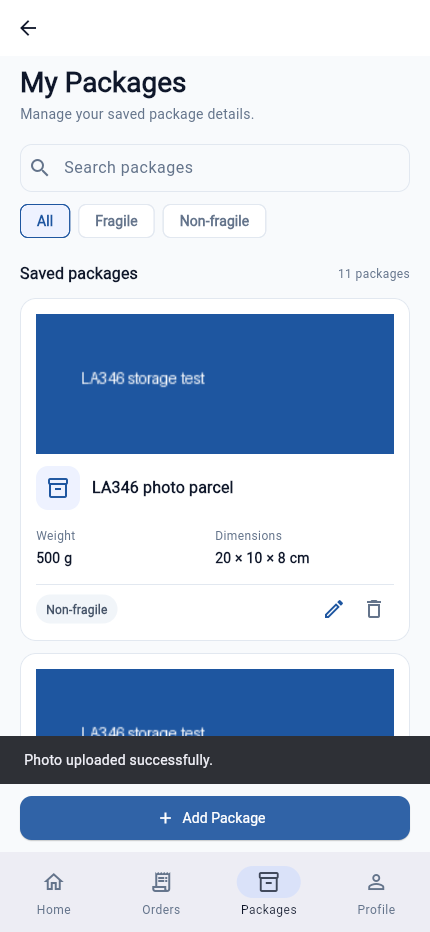 My Packages
Manage your saved package details.
Search packages
All Fragile Non-fragile
Saved packages 11 packages
LA346 storage test
LA346 photo parcel
Weight Dimensions
500 g 20 × 10 × 8 cm
Non-fragile
LA346 storage test
Photo uploaded successfully.
+ Add Package
Home Orders Packages Profile